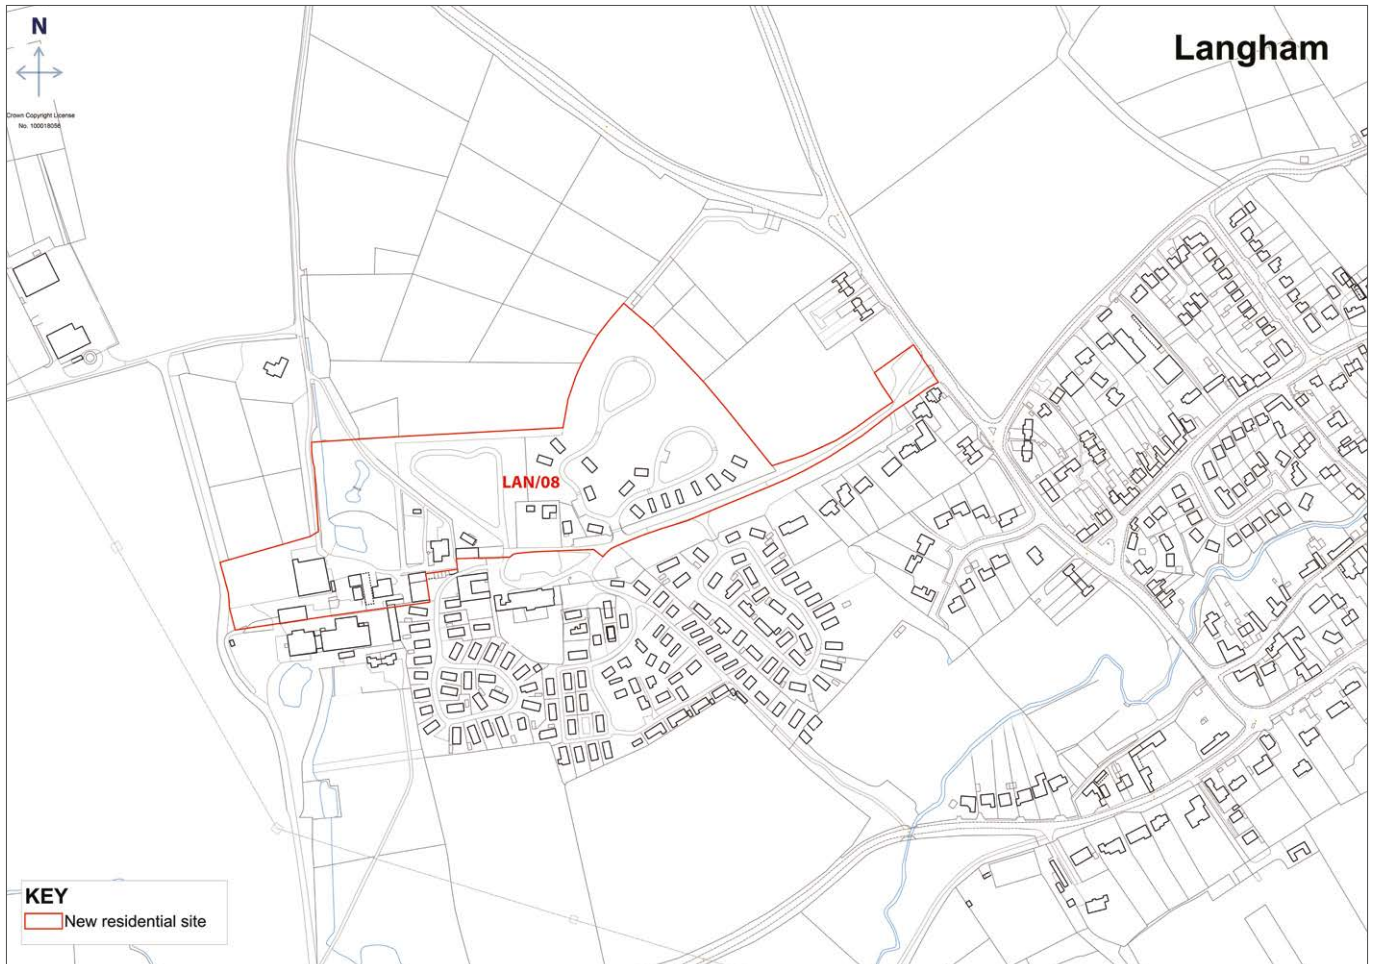 N
Langham
Crown Copyright License
No. 100018056
LAN/08
KEY
New residential site